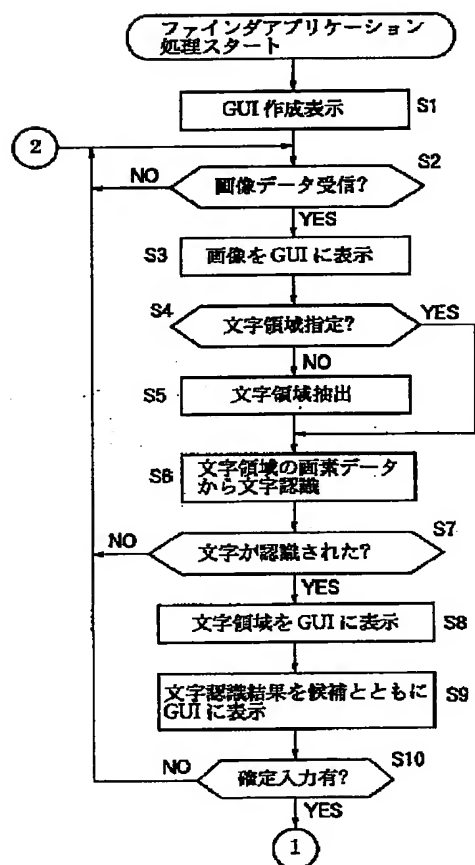 ファインダアプリケーション
処理スタート
GUI 作成表示
S1
2
NO
画像データ受信?
S2
YES
S3
画像を GUI に表示
S4
文字領域指定?
YES
NO
S5
文字領域抽出
S6
文字領域の画素データ
から文字認識
S7
NO
文字が認識された?
YES
文字領域を GUI に表示
S8
文字認識結果を候補とともに
GUI に表示
S9
NO
確定入力有?
S10
YES
1